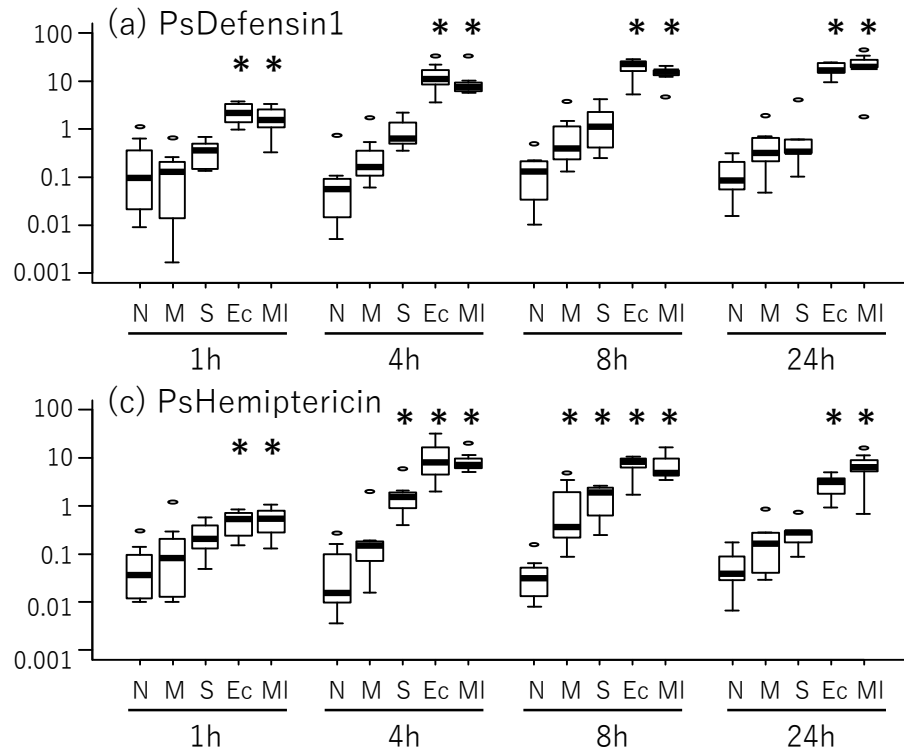 (a) PsDefensin1
* * * * * * * *
100
10
1
0.1
0.01
0.001
N M S Ec Ml N M S Ec Ml N M S Ec Ml N M S Ec Ml
1h 4h 8h 24h
(c) PsHemiptericin
* * * * * * * * * * *
100
10
1
0.1
0.01
0.001
N M S Ec Ml N M S Ec Ml N M S Ec Ml N M S Ec Ml
1h 4h 8h 24h